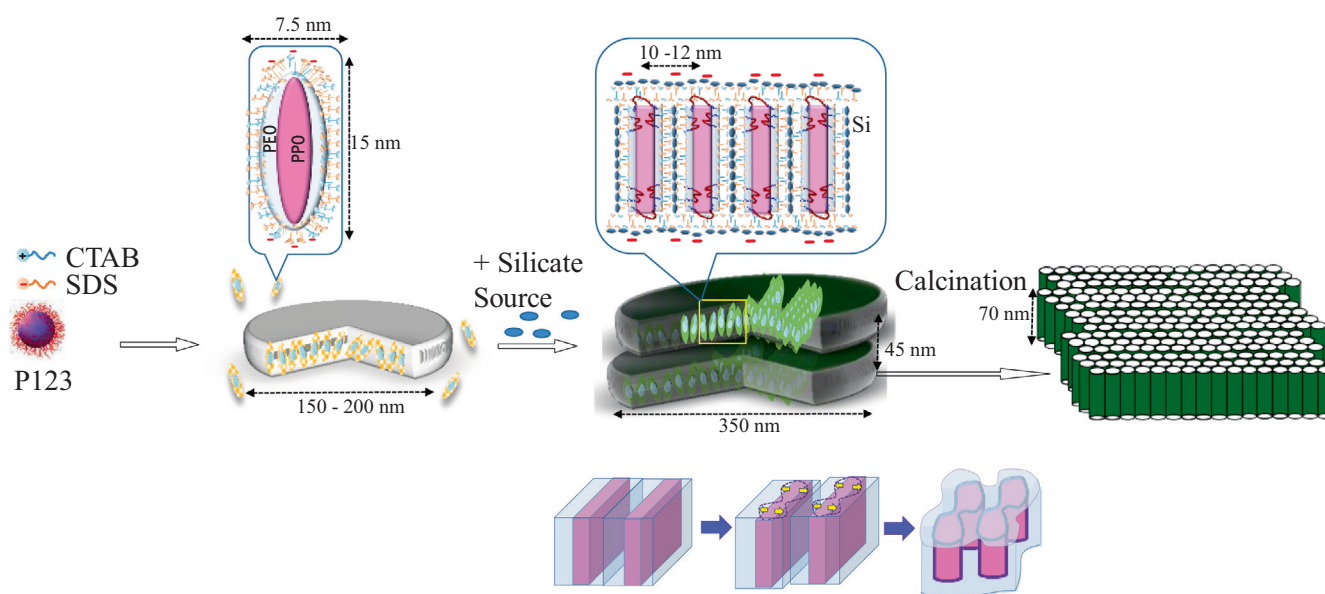 7.5 nm
PEO
PPO
15 nm
10 -12 nm
Si
+
CTAB
-
SDS
P123
150 - 200 nm
+ Silicate
Source
45 nm
350 nm
Calcination
70 nm